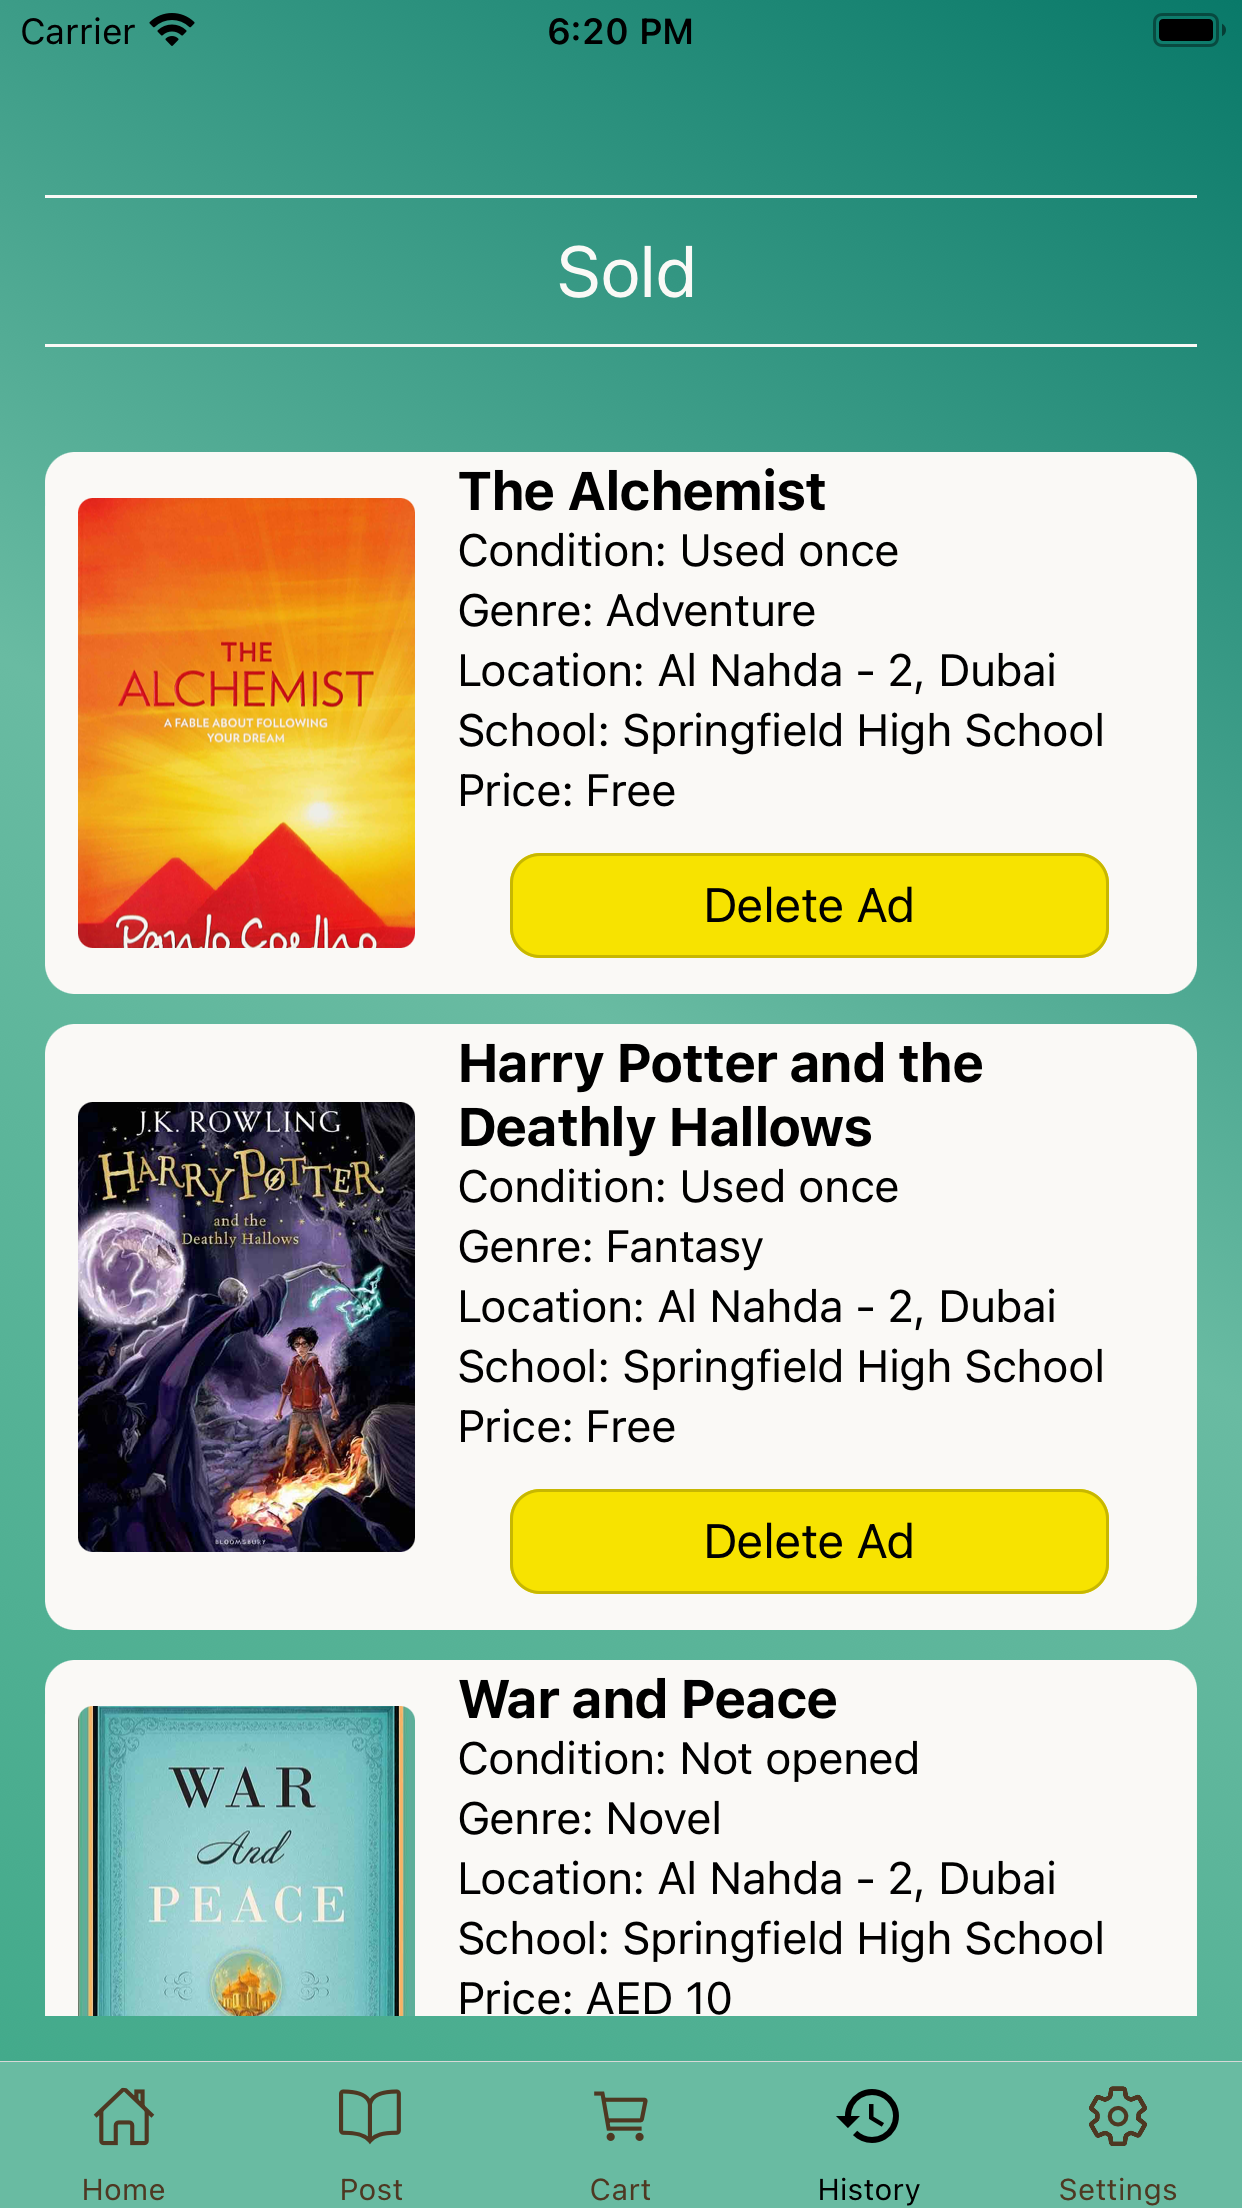 Carrier
6:20 PM
Sold
THE
ALCHEMIST
A FABLE ABOUT FOLLOWING
YOUR DREAM
Paulo Coelho
The Alchemist
Condition: Used once
Genre: Adventure
Location: Al Nahda - 2, Dubai
School: Springfield High School
Price: Free
Delete Ad
J.K. ROWLING
HARRY POTTER
and the
Deathly Hallows
BLOOMSBURY
Harry Potter and the
Deathly Hallows
Condition: Used once
Genre: Fantasy
Location: Al Nahda - 2, Dubai
School: Springfield High School
Price: Free
Delete Ad
WAR
And
PEACE
War and Peace
Condition: Not opened
Genre: Novel
Location: Al Nahda - 2, Dubai
School: Springfield High School
Price: AED 10
Home
Post
Cart
History
Settings